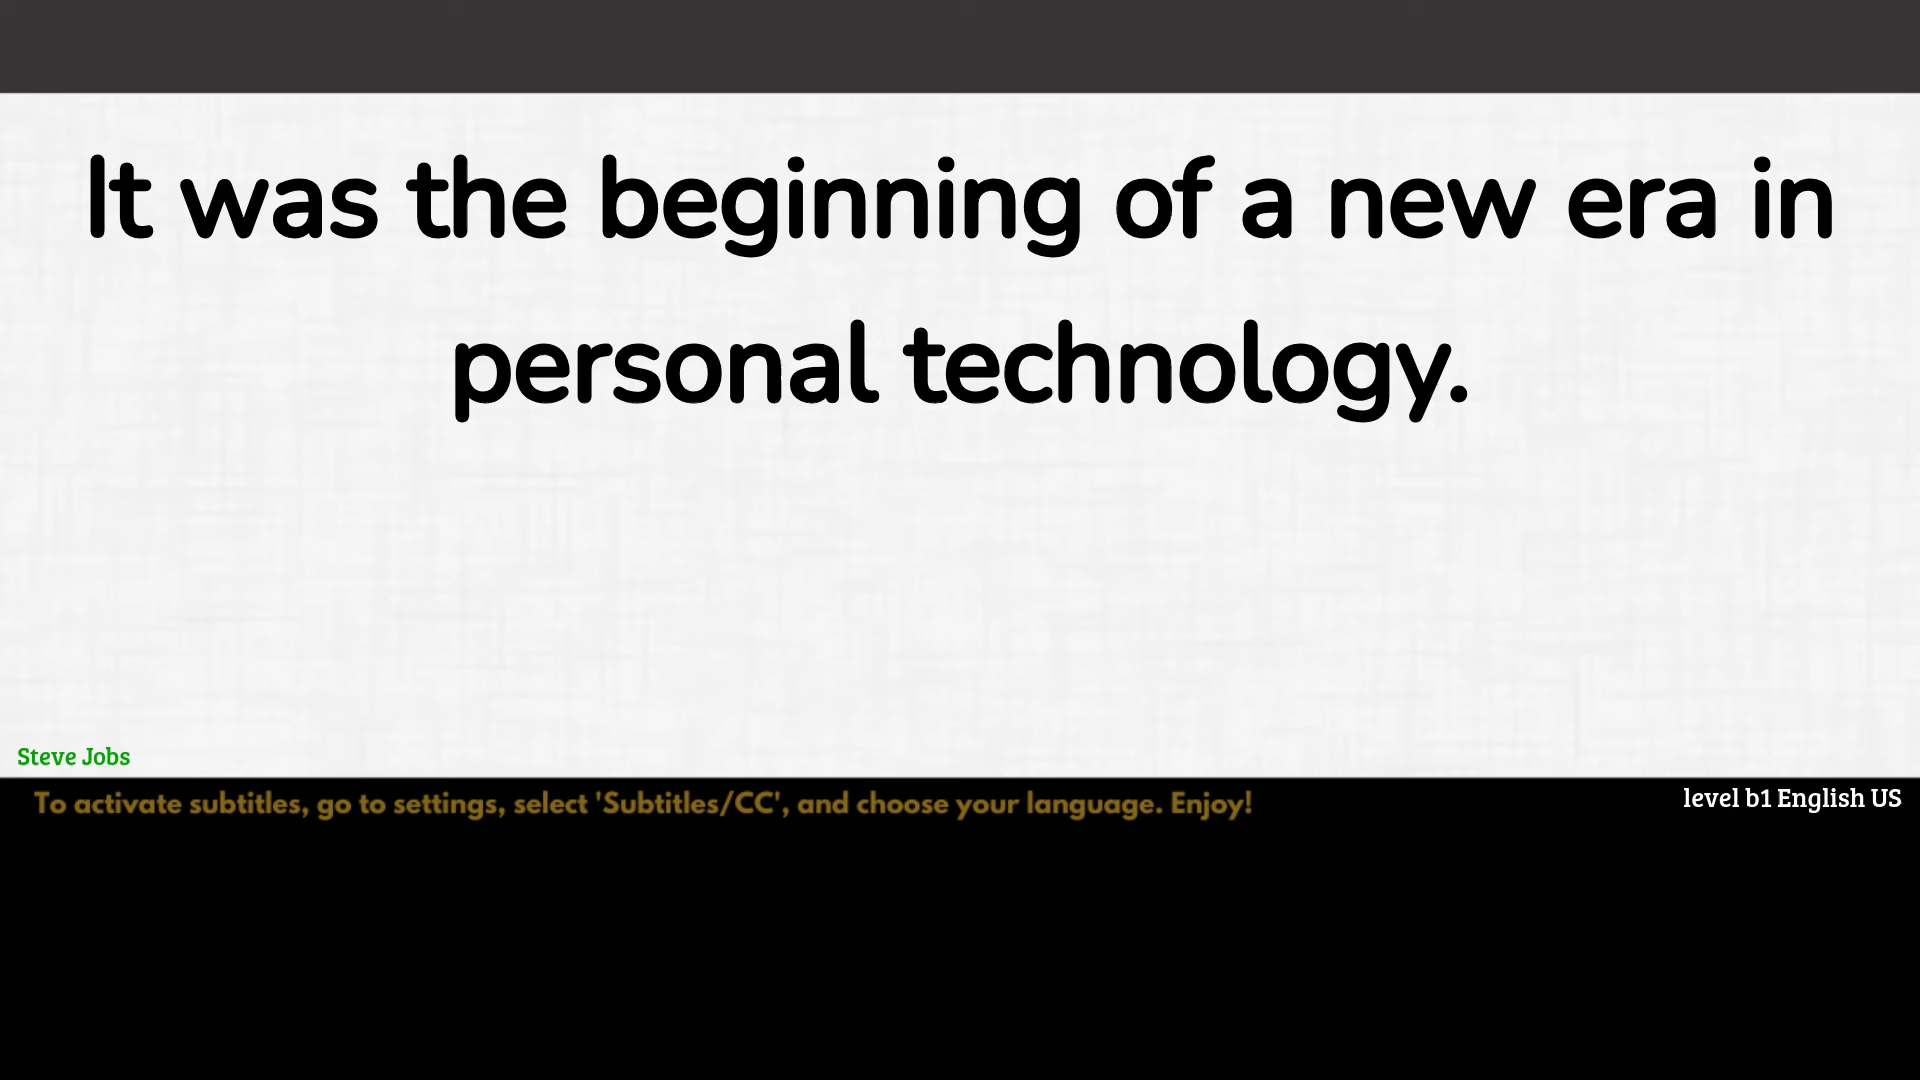 It was the beginning of a new era in
personal technology.
Steve Jobs
To activate subtitles, go to settings, select 'Subtitles/CC', and choose your language. Enjoy!
level b1 English US